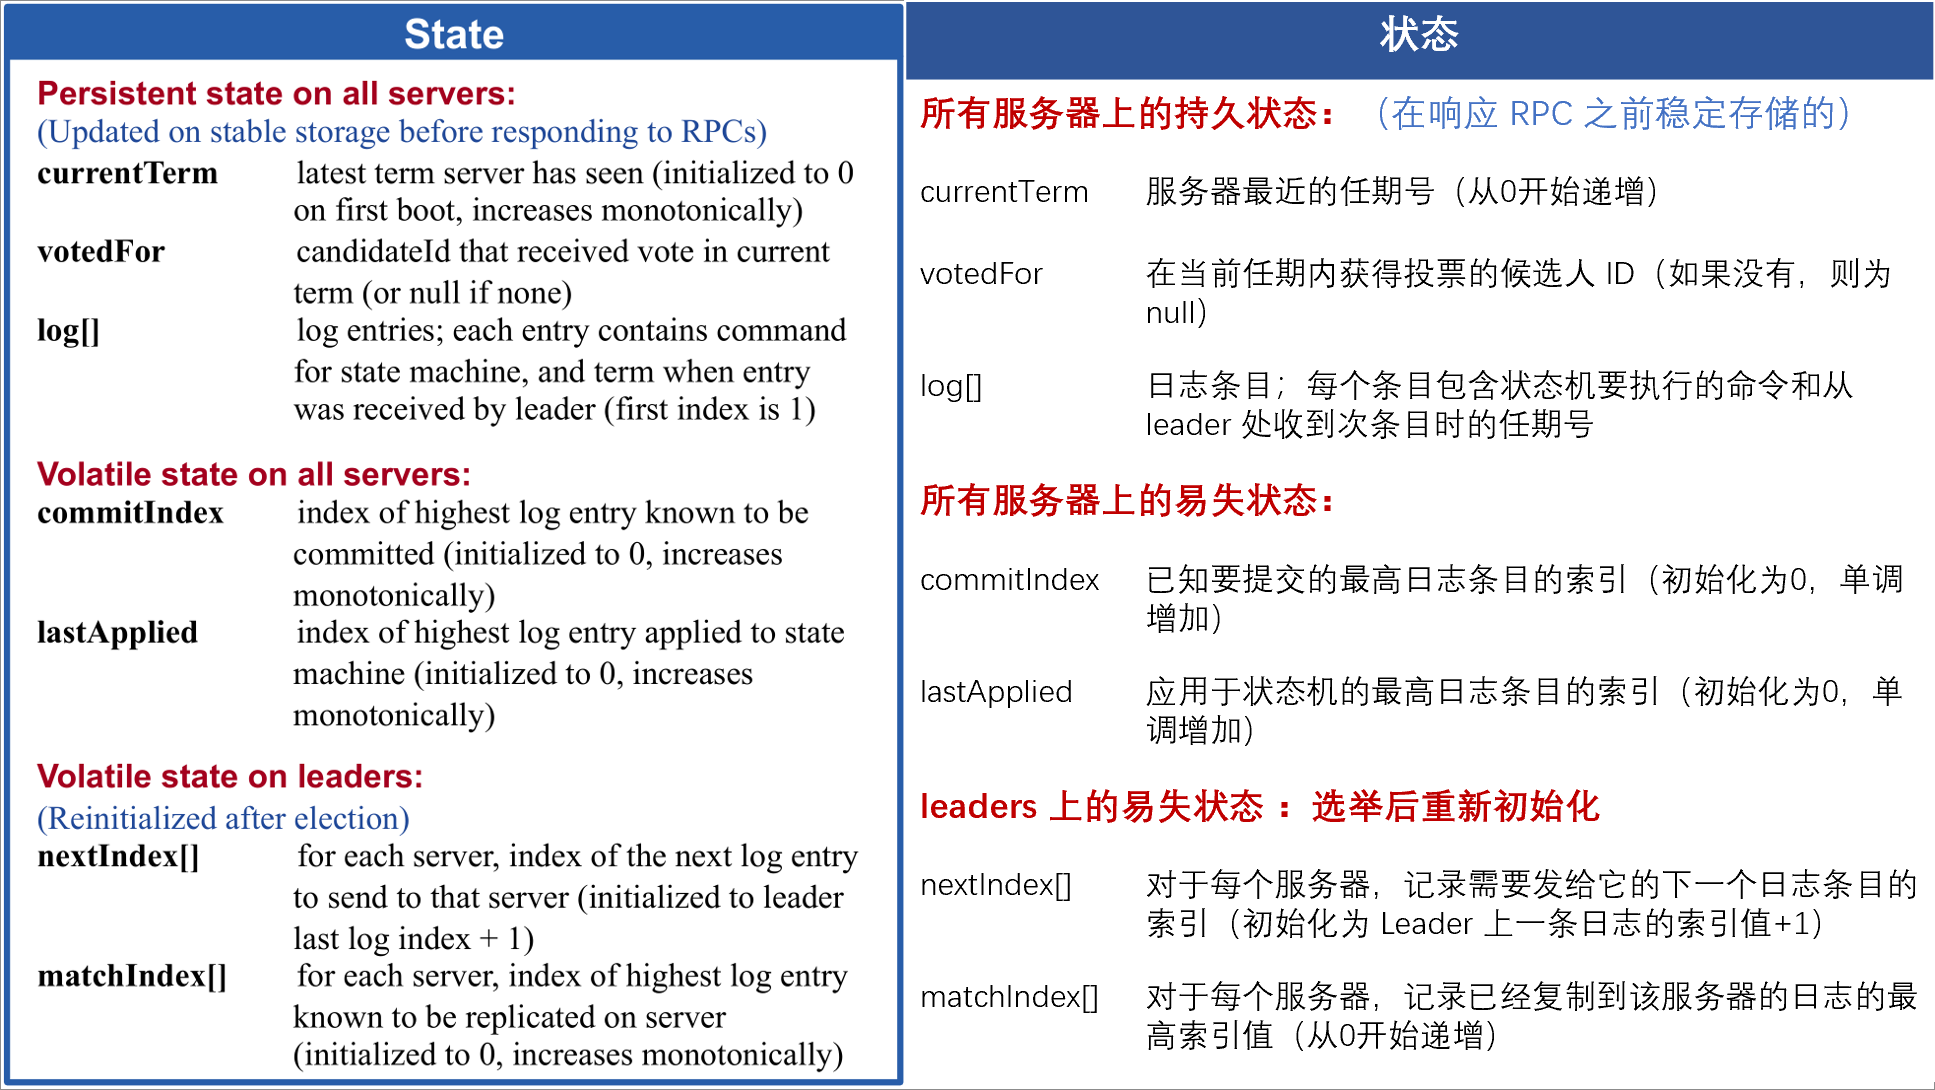 State
Persistent state on all servers:
(Updated on stable storage before responding to RPCs)
currentTerm latest term server has seen (initialized to 0
on first boot, increases monotonically)
votedFor candidateId that received vote in current
term (or null if none)
log[] log entries; each entry contains command
for state machine, and term when entry
was received by leader (first index is 1)
Volatile state on all servers:
commitIndex index of highest log entry known to be
committed (initialized to 0, increases
monotonically)
lastApplied index of highest log entry applied to state
machine (initialized to 0, increases
monotonically)
Volatile state on leaders:
(Reinitialized after election)
nextIndex[] for each server, index of the next log entry
to send to that server (initialized to leader
last log index + 1)
matchIndex[] for each server, index of highest log entry
known to be replicated on server
(initialized to 0, increases monotonically)
状态
所有服务器上的持久状态：（在响应 RPC 之前稳定存储的）
currentTerm 服务器最近的任期号（从0开始递增）
votedFor 在当前任期内获得投票的候选人 ID（如果没有，则为
null）
log[] 日志条目；每个条目包含状态机要执行的命令和从
leader 处收到次条目时的任期号
所有服务器上的易失状态：
commitIndex 已知要提交的最高日志条目的索引（初始化为0，单调
增加）
lastApplied 应用于状态机的最高日志条目的索引（初始化为0，单
调增加）
leaders 上的易失状态 ：选举后重新初始化
nextIndex[] 对于每个服务器，记录需要发给它的下一个日志条目的
索引（初始化为 Leader 上一条日志的索引值+1）
matchIndex[] 对于每个服务器，记录已经复制到该服务器的日志的最
高索引值（从0开始递增）